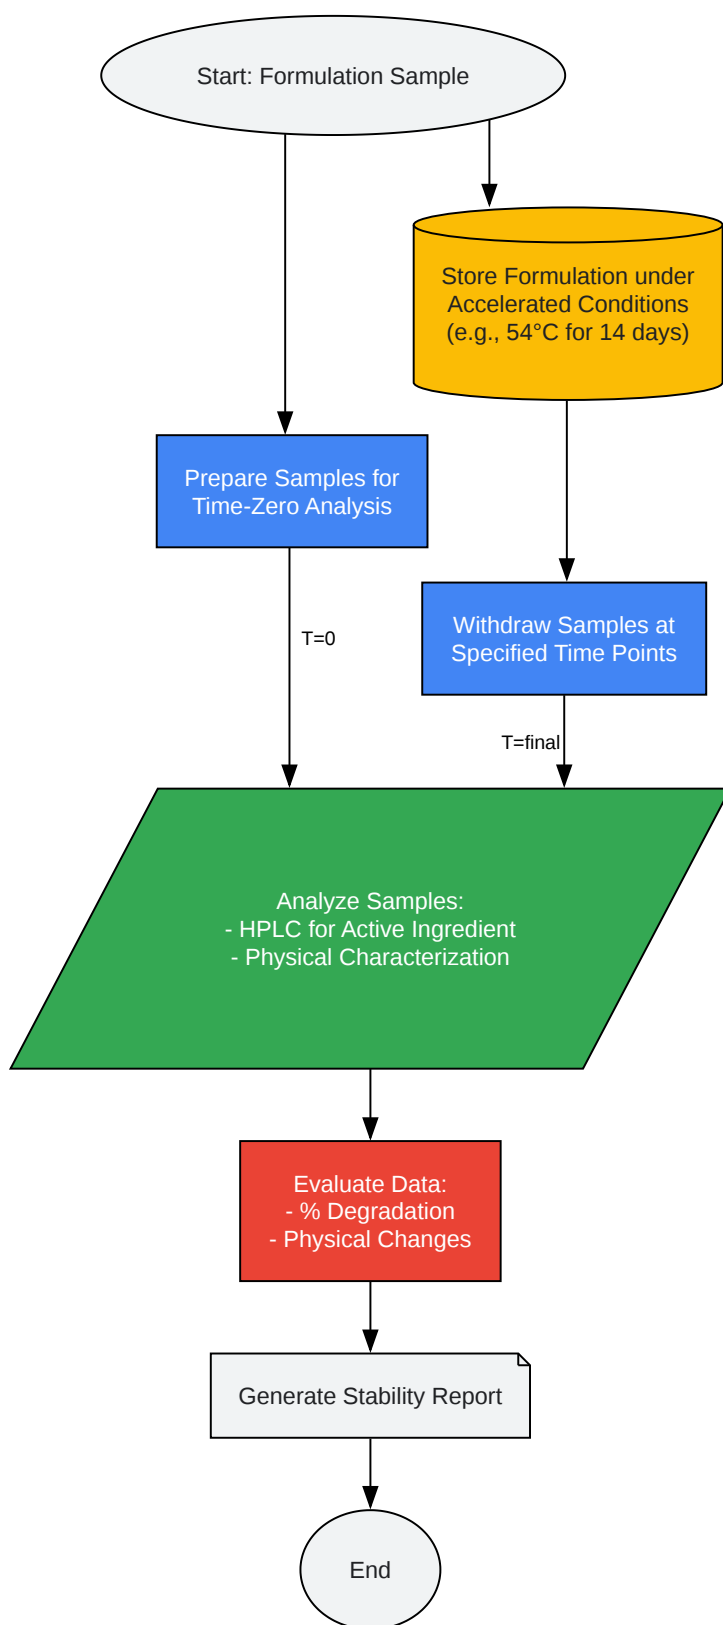 Start: Formulation Sample
Store Formulation under
Accelerated Conditions
(e.g., 54°C for 14 days)
Prepare Samples for
Time-Zero Analysis
Withdraw Samples at
Specified Time Points
T=0
T=final
Analyze Samples:
- HPLC for Active Ingredient
- Physical Characterization
Evaluate Data:
- % Degradation
- Physical Changes
Generate Stability Report
End